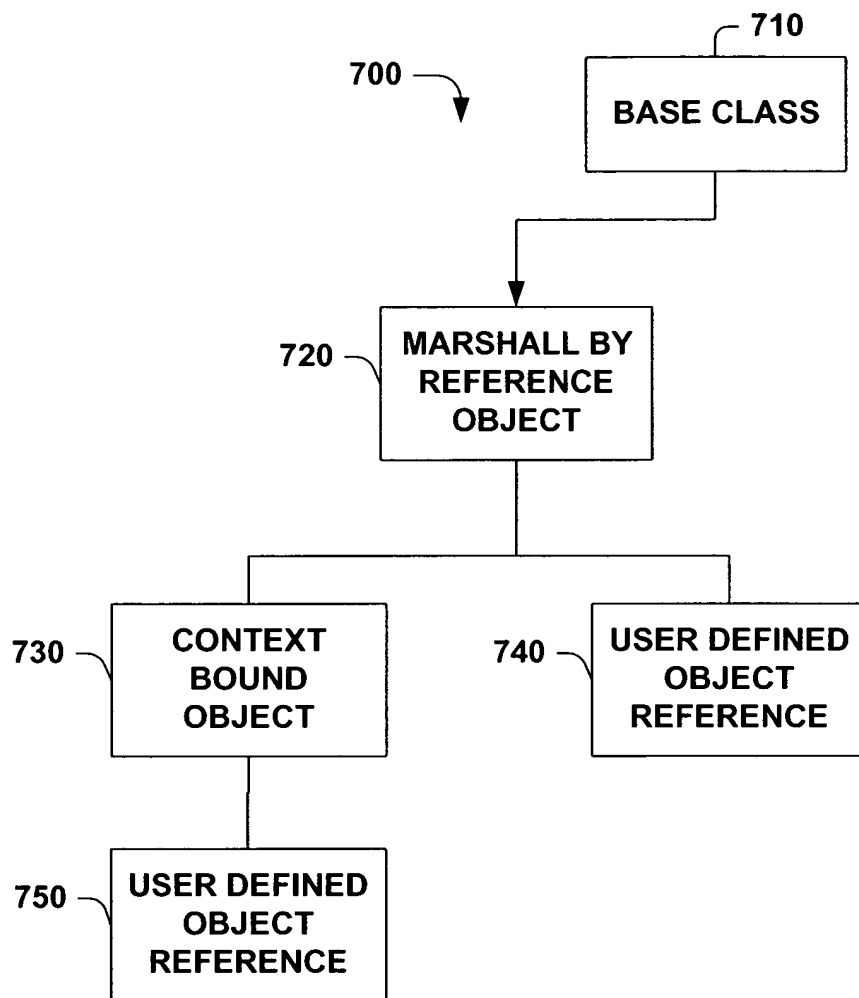 710
700
BASE CLASS
720
MARSHALL BY
REFERENCE
OBJECT
730
CONTEXT
BOUND
OBJECT
740
USER DEFINED
OBJECT
REFERENCE
750
USER DEFINED
OBJECT
REFERENCE